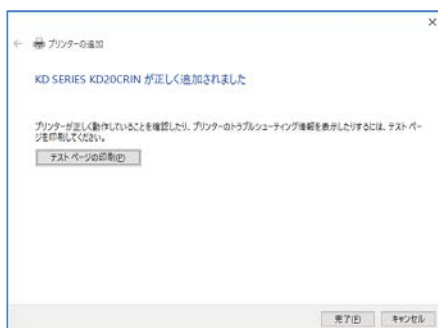 プリンターの追加
KD SERIES KD20CRIN が正しく追加されました
プリンターが正しく動作していることを確認したり、プリンターのトラブルシューティング情報を表示したりするには、テスト ペー
ジを印刷してください。
テスト ページの印刷(P)
完了(F)
キャンセル